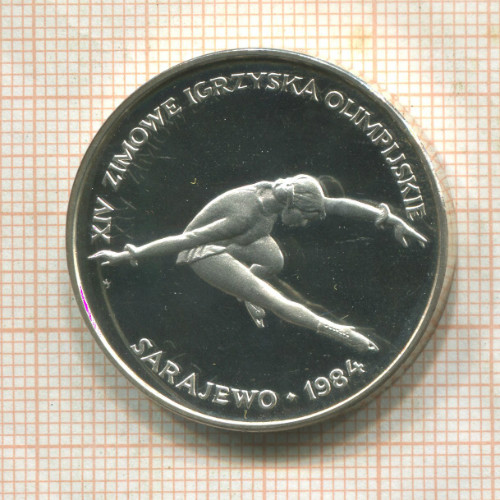 XIV ZIMOWE IGRZYSKA OLIMPIJSKIE
SARAJEWO • 1984